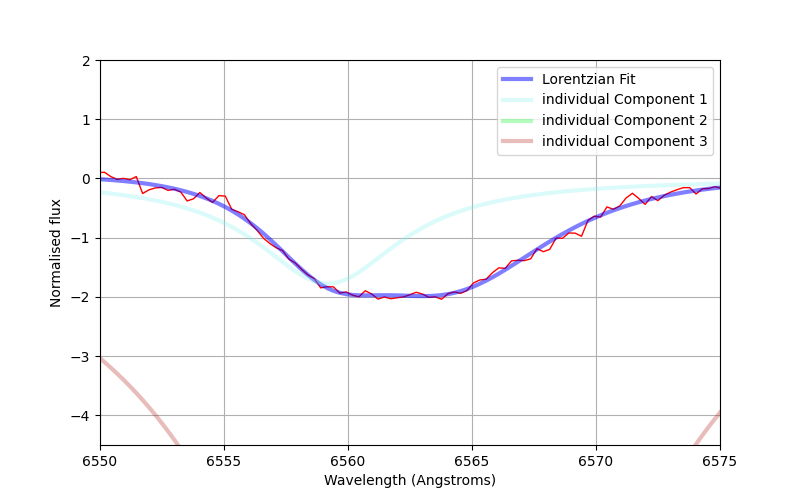 2
1
0
−1
−2
−3
−4
Normalised flux
Lorentzian Fit
individual Component 1
individual Component 2
individual Component 3
6550 6555 6560 6565 6570 6575
Wavelength (Angstroms)